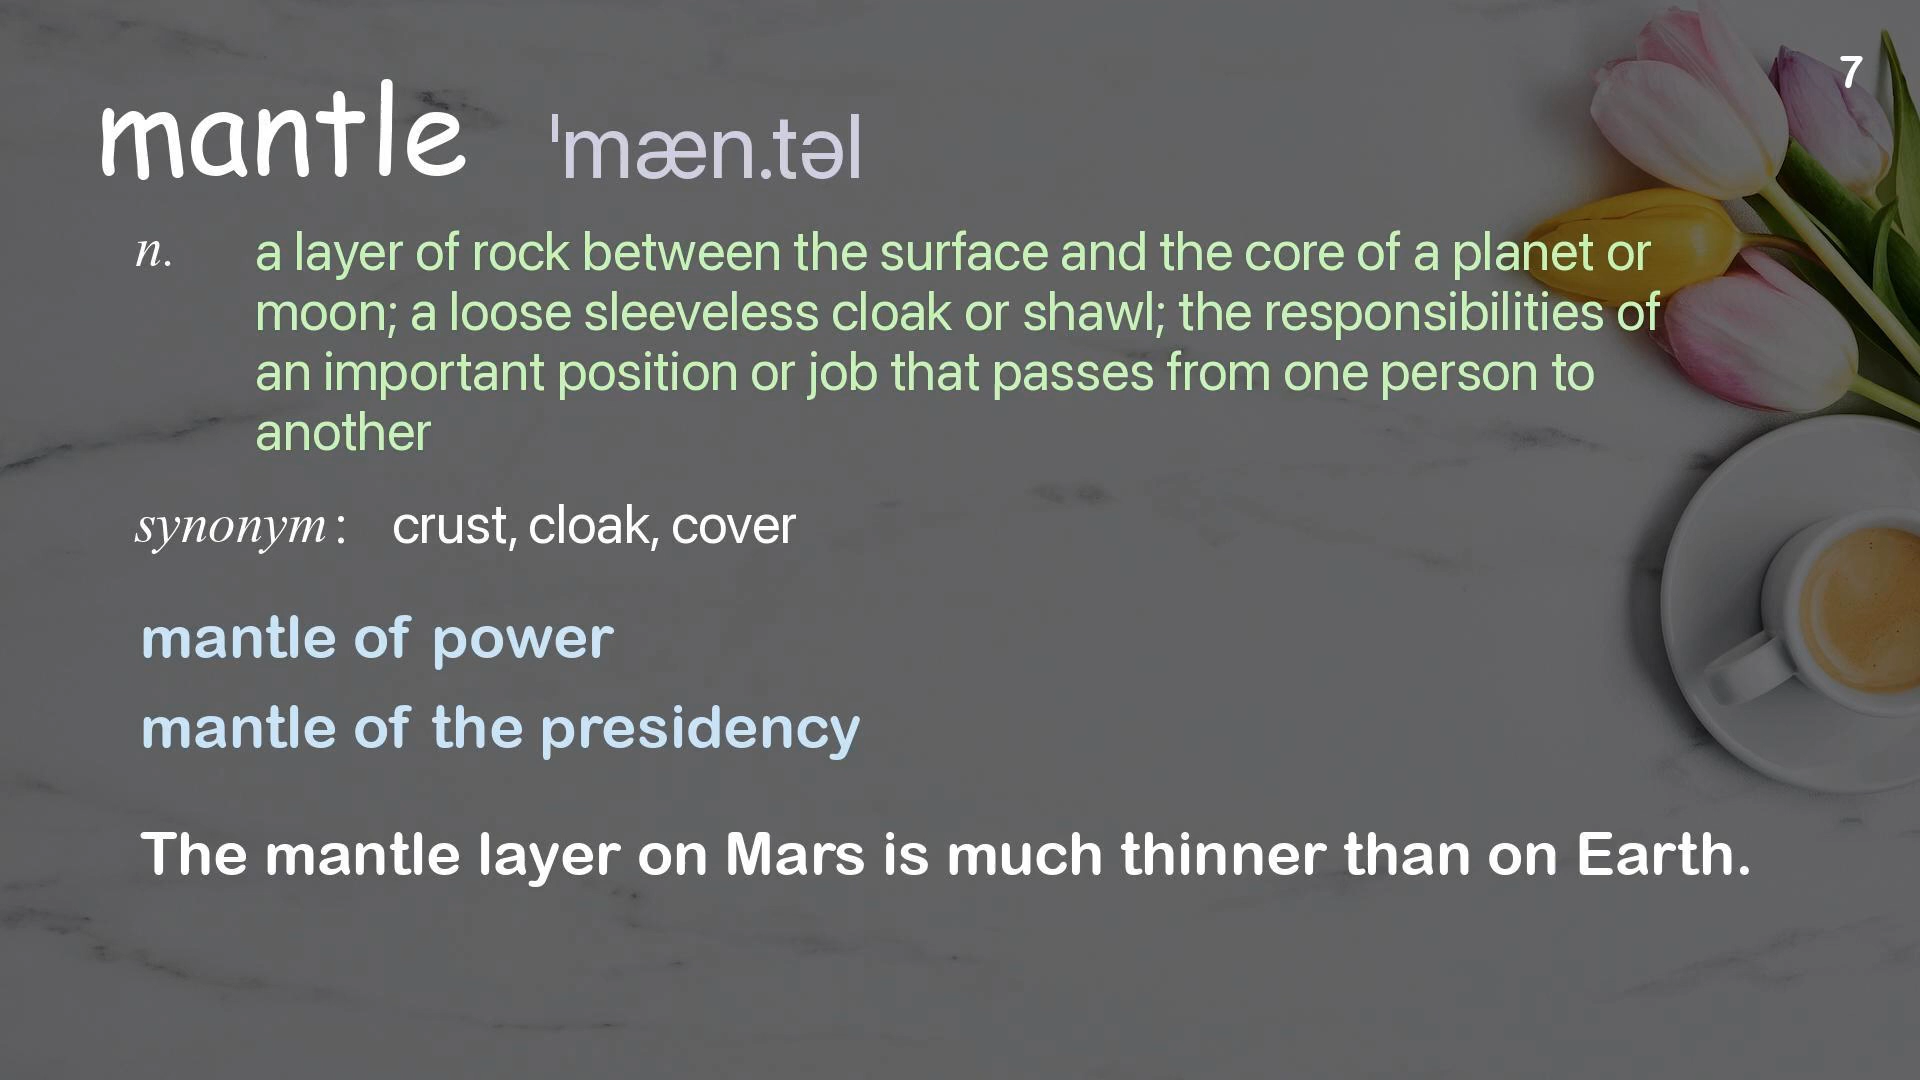 7
mantle ˈmæn.təl
n. a layer of rock between the surface and the core of a planet or
moon; a loose sleeveless cloak or shawl; the responsibilities of
an important position or job that passes from one person to
another
synonym: crust, cloak, cover
mantle of power
mantle of the presidency
The mantle layer on Mars is much thinner than on Earth.